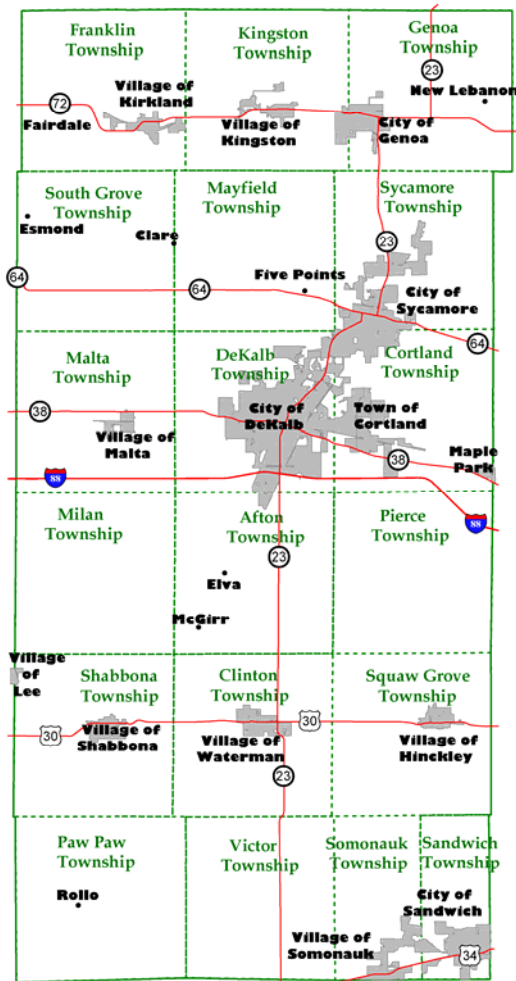 Franklin
Township
Kingston
Township
Genoa
Township
23
Village of
Kirkland
New Lebanon
72
Fairdale
Village of
Kingston
City of
Genoa
South Grove
Township
Mayfield
Township
Sycamore
Township
Esmond
Clare
23
64
64
Five Points
City of
Sycamore
64
Malta
Township
DeKalb
Township
Cortland
Township
38
Village of
Malta
City of
DeKalb
Town of
Cortland
38
Maple
Park
88
Milan
Township
Afton
Township
Pierce
Township
88
23
Elva
McGirr
Village
of
Lee
Shabbona
Township
Clinton
Township
Squaw Grove
Township
30
Village of
Shabbona
Village of
Waterman
30
Village of
Hinckley
23
Paw Paw
Township
Victor
Township
Somonauk
Township
Sandwich
Township
Rollo
City of
Sandwich
Village of
Somonauk
34